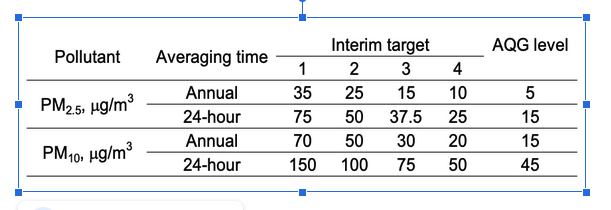 Pollutant Averaging time Interim target AQG level
1 2 3 4
PM2.5, µg/m³ Annual 35 25 15 10 5
24-hour 75 50 37.5 25 15
PM10, µg/m³ Annual 70 50 30 20 15
24-hour 150 100 75 50 45